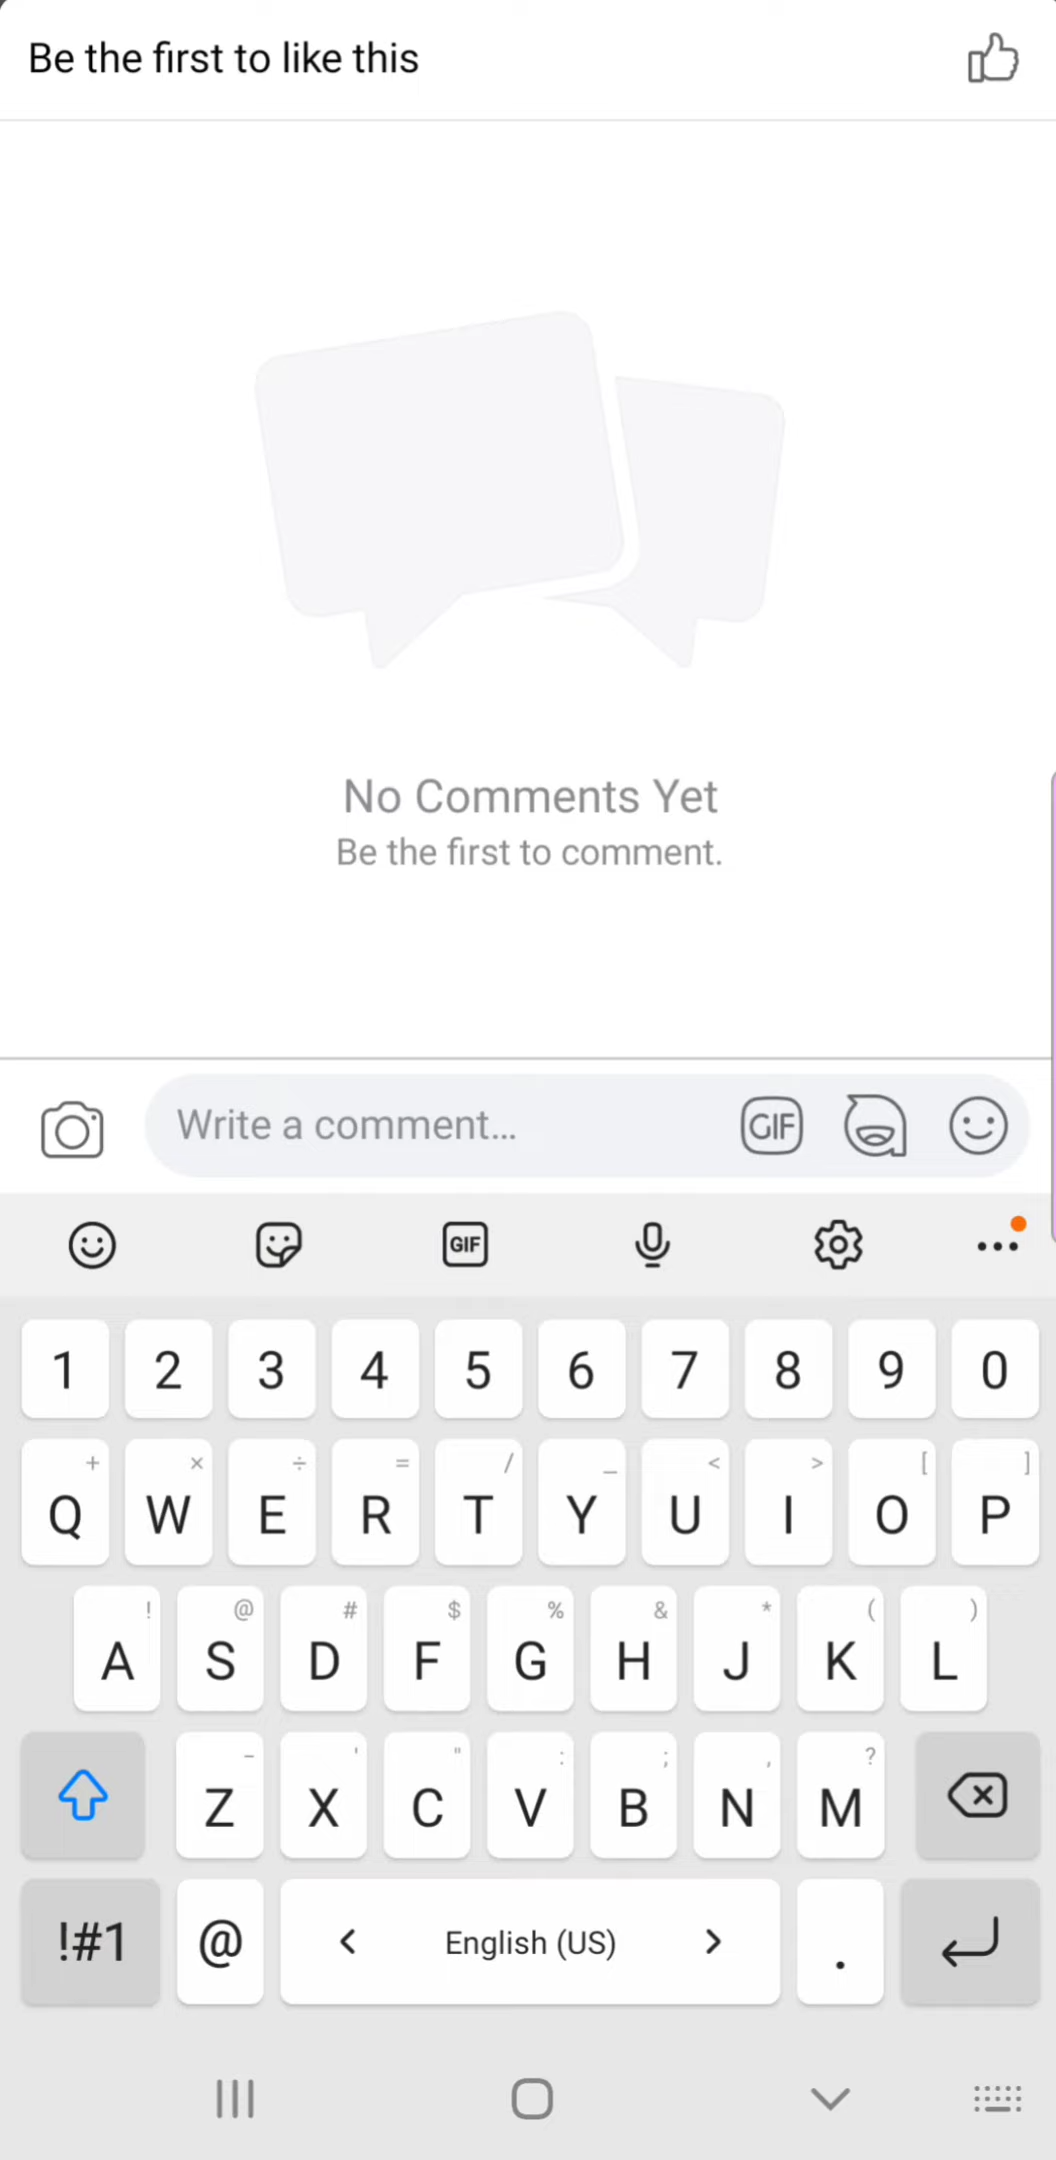 Be the first to like this
No Comments Yet
Be the first to comment.
Write a comment...
GIF
GIF
1 2 3 4 5 6 7 8 9 0
+ × ÷ = / _ < > [ ]
Q W E R T Y U I O P
! @ # $ % & * ( )
A S D F G H J K L
- ' " : ; , ?
Z X C V B N M
!#1 @ < English (US) > .